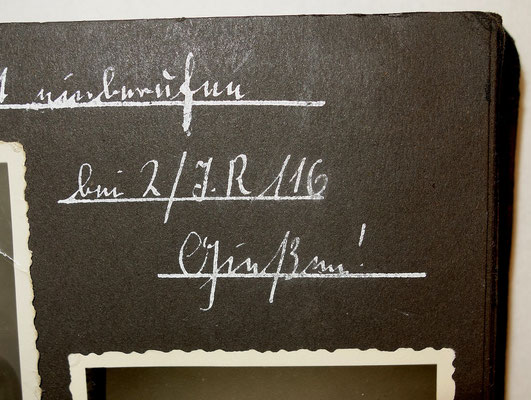 einberufen
bei 2/J.R 116
Gießen!